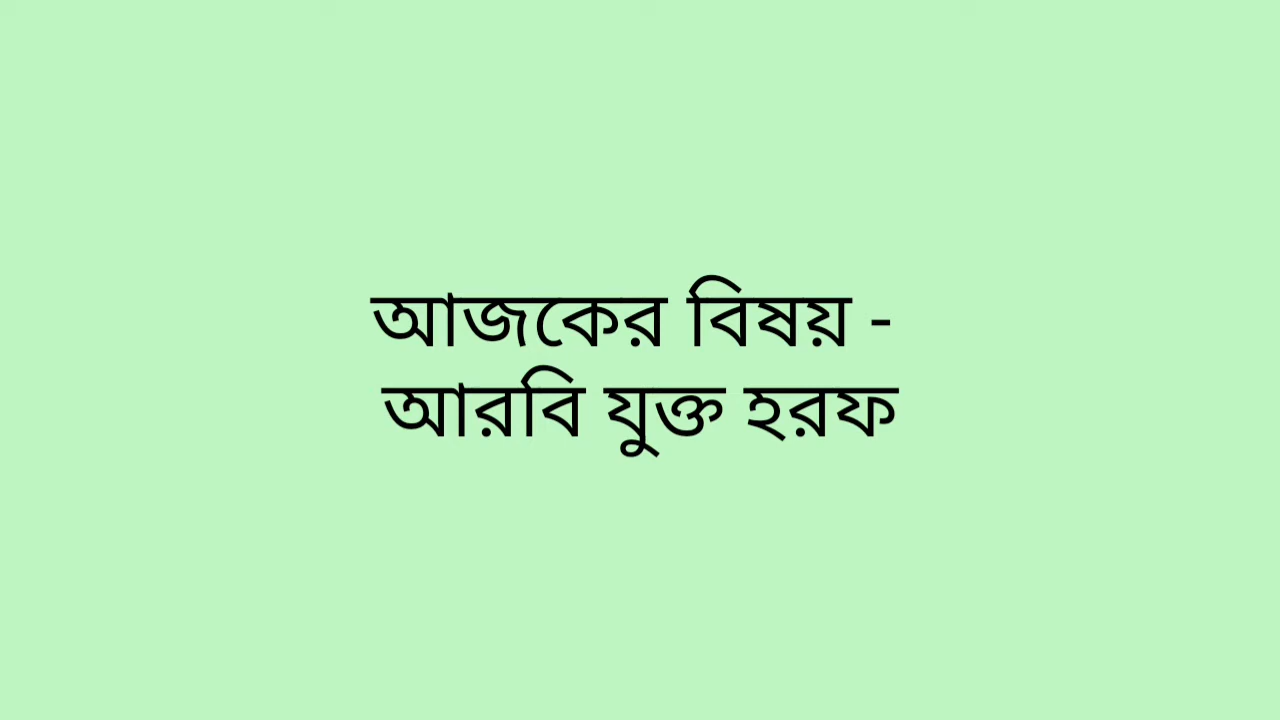 আজকের বিষয় -
আরবি যুক্ত হরফ